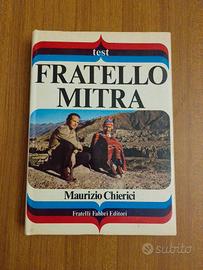 test
FRATELLO
MITRA
Maurizio Chierici
Fratelli Fabbri Editori
subito